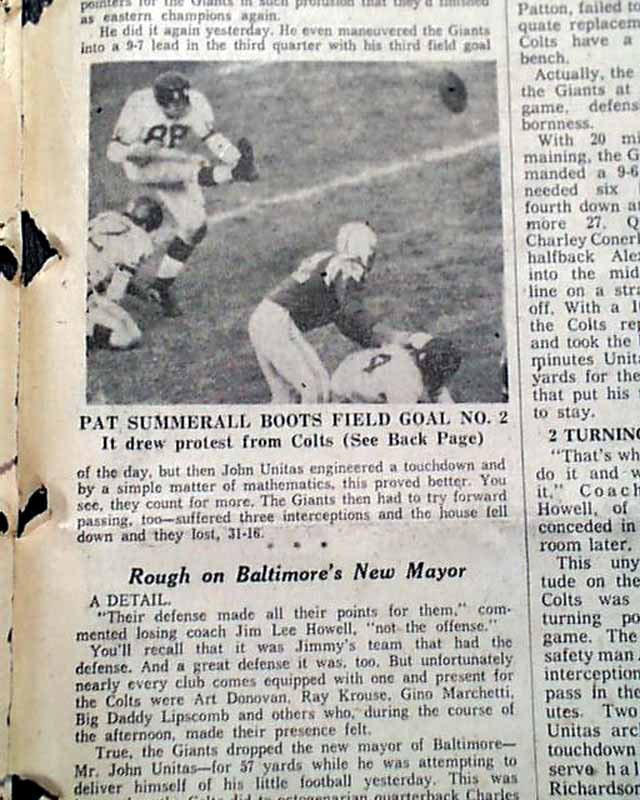 pointers for the Giants in such profusion that they'd finished
as eastern champions again.
He did it again yesterday. He even maneuvered the Giants
into a 9-7 lead in the third quarter with his third field goal
88
PAT SUMMERALL BOOTS FIELD GOAL NO. 2
It drew protest from Colts (See Back Page)
of the day, but then John Unitas engineered a touchdown and
by a simple matter of mathematics, this proved better. You
see, they count for more. The Giants then had to try forward
passing, too—suffered three interceptions and the house fell
down and they lost, 31-16.
Rough on Baltimore's New Mayor
A DETAIL.
"Their defense made all their points for them," com-
mented losing coach Jim Lee Howell, "not the offense."
You'll recall that it was Jimmy's team that had the
defense. And a great defense it was, too. But unfortunately
nearly every club comes equipped with one and present for
the Colts were Art Donovan, Ray Krouse, Gino Marchetti,
Big Daddy Lipscomb and others who, during the course of
the afternoon, made their presence felt.
True, the Giants dropped the new mayor of Baltimore—
Mr. John Unitas—for 57 yards while he was attempting to
deliver himself of his little football yesterday. This was
the Colts did to octogenarian quarterback Charles
Patton, failed to
quate replacem
Colts have a
bench.
Actually, the
the Giants at
game, defens
bornness.
With 20 mi
maining, the G
manded a 9-6
needed six
fourth down at
more 27. Q
Charley Coner
halfback Ale
into the mid
line on a stra
off. With a 1
the Colts rep
and took the
minutes Unita
yards for the
that put his
to stay.
2 TURNING
"That's wh
do it and w
it," Coach
Howell, of
conceded in
room later.
This uny
tude on the
Colts was
turning po
game. The
safety man
interception
pass in the
utes. Two
Unitas arc
touchdown
serve hal
Richardson